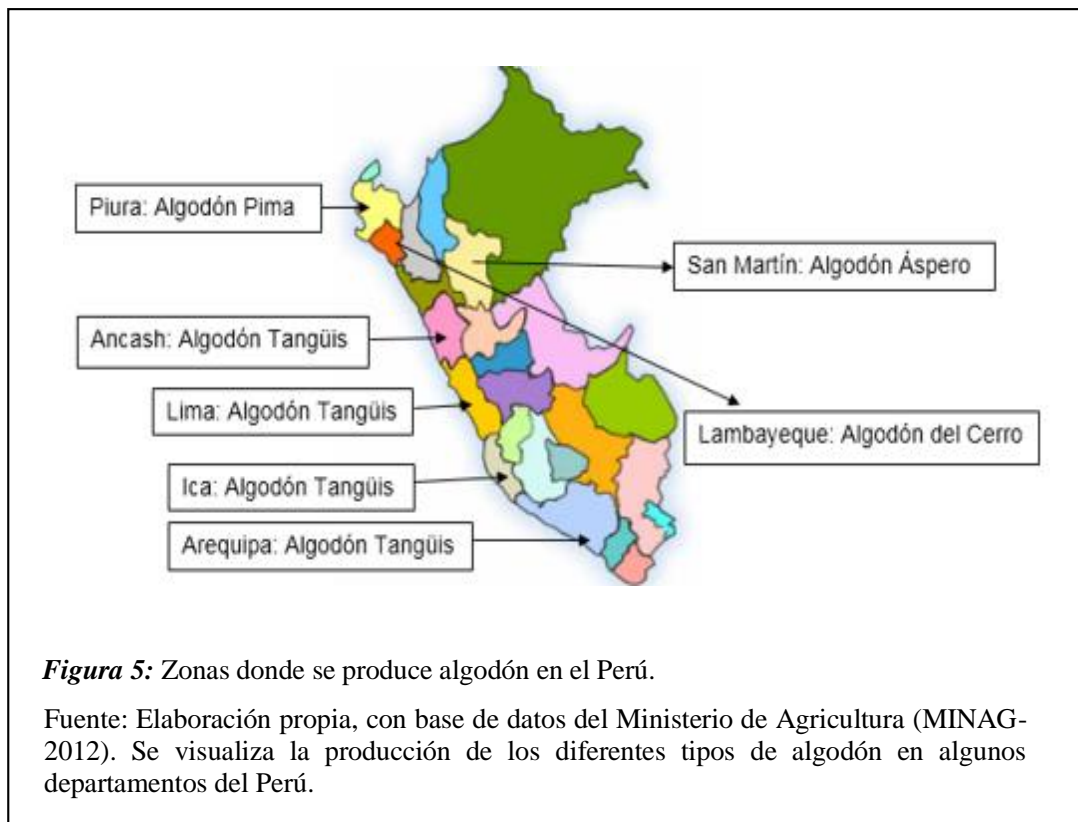 Piura: Algodón Pima
San Martín: Algodón Áspero
Ancash: Algodón Tangüis
Lima: Algodón Tangüis
Lambayeque: Algodón del Cerro
Ica: Algodón Tangüis
Arequipa: Algodón Tangüis
Figura 5: Zonas donde se produce algodón en el Perú.
Fuente: Elaboración propia, con base de datos del Ministerio de Agricultura (MINAG-
2012). Se visualiza la producción de los diferentes tipos de algodón en algunos
departamentos del Perú.